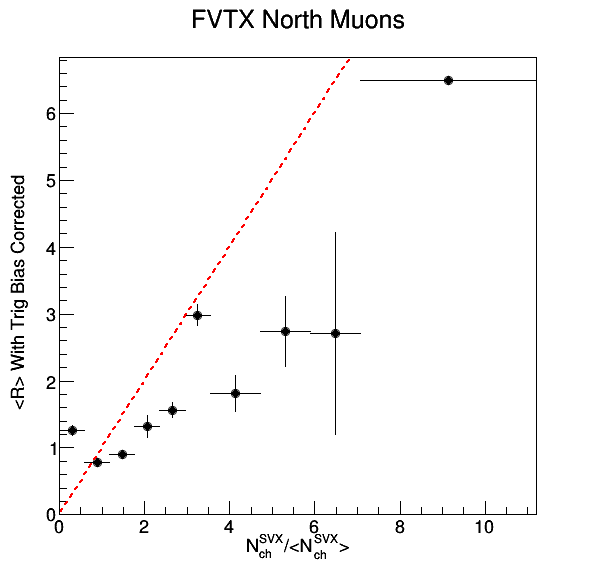 FVTX North Muons
<R> With Trig Bias Corrected
6
5
4
3
2
1
0
0 2 4 6 8 10
N_ch^SVX/<N_ch^SVX>